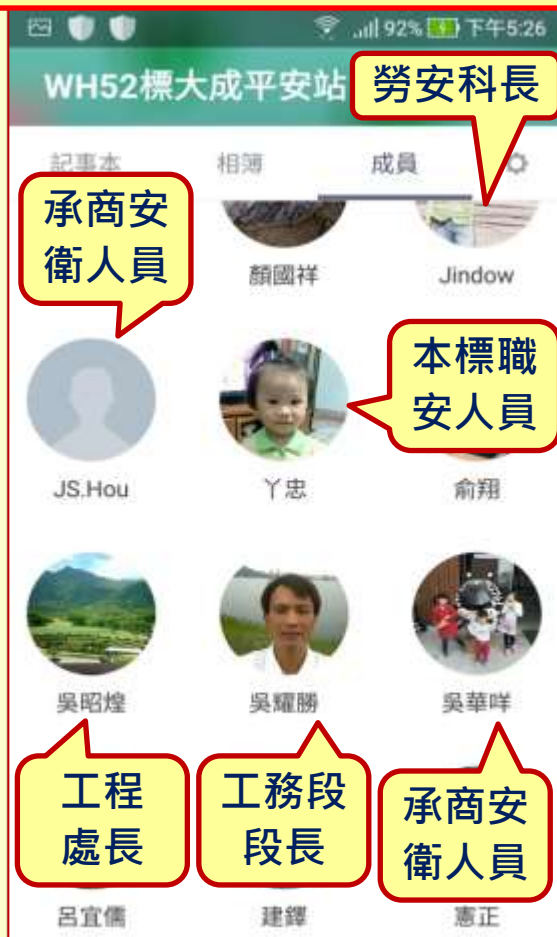 92% 下午5:26
WH52標大成平安站
勞安科長
記事本 相簿 成員
承商安
衛人員
顏國祥 Jindow
本標職
安人員
JS.Hou ㄚ忠 俞翔
吳昭煌 吳耀勝 吳華咩
工程
處長
工務段
段長
承商安
衛人員
呂宜儒 建鐸 憲正